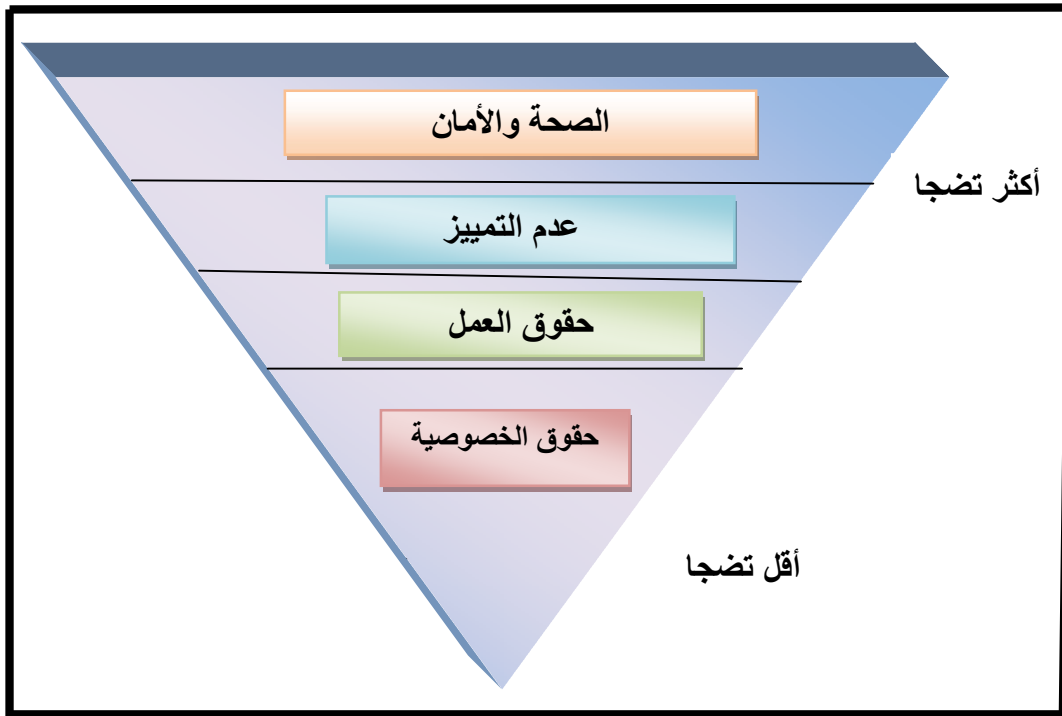 الصحة والأمان
أكثر تضجا
عدم التمييز
حقوق العمل
حقوق الخصوصية
أقل تضجا